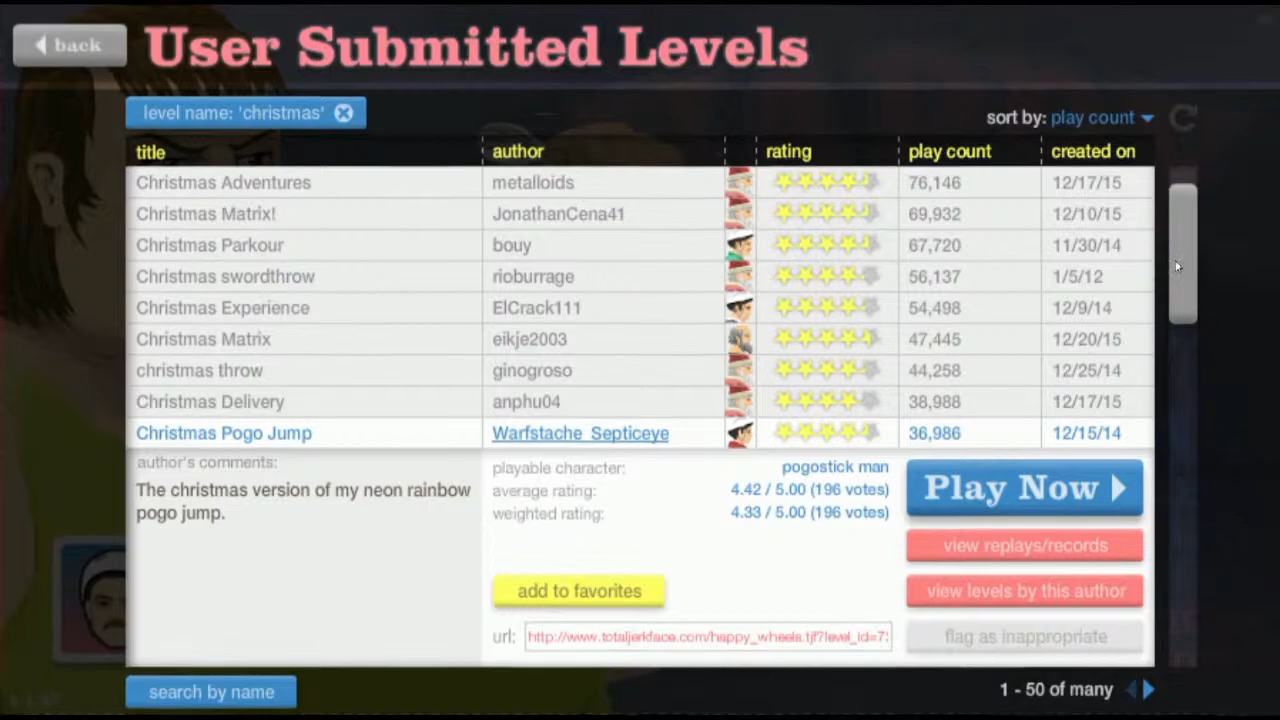 back
User Submitted Levels
level name: 'christmas'
sort by: play count
title author rating play count created on
Christmas Adventures metalloids 76,146 12/17/15
Christmas Matrix! JonathanCena41 69,932 12/10/15
Christmas Parkour bouy 67,720 11/30/14
Christmas swordthrow rioburrage 56,137 1/5/12
Christmas Experience ElCrack111 54,498 12/9/14
Christmas Matrix eikje2003 47,445 12/20/15
christmas throw ginogroso 44,258 12/25/14
Christmas Delivery anphu04 38,988 12/17/15
Christmas Pogo Jump Warfstache_Septiceye 36,986 12/15/14
author's comments:
The christmas version of my neon rainbow
pogo jump.
playable character: pogostick man
average rating: 4.42 / 5.00 (196 votes)
weighted rating: 4.33 / 5.00 (196 votes)
add to favorites
url: http://www.totaljerkface.com/happy_wheels.tjf?level_id=7
Play Now
view replays/records
view levels by this author
flag as inappropriate
search by name
1 - 50 of many